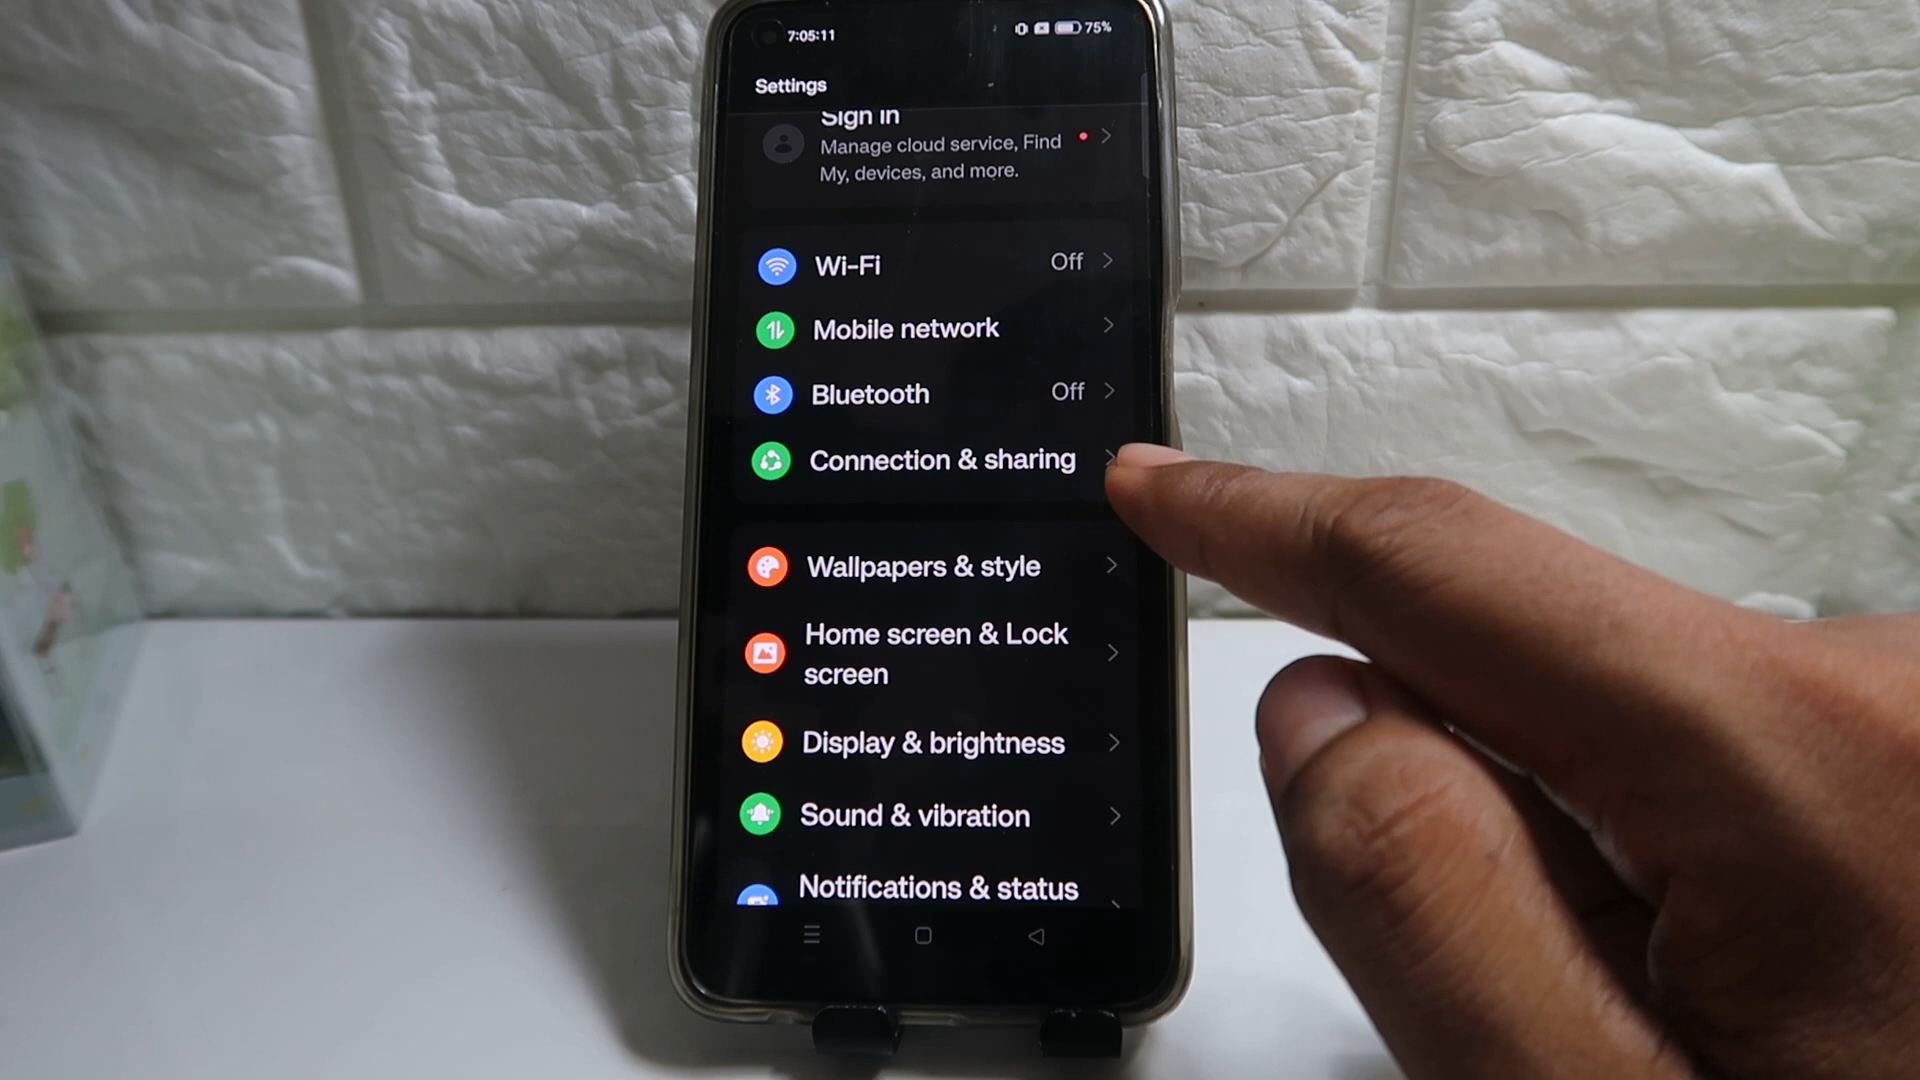 7:05:11
75%
Settings
Sign in
Manage cloud service, Find
My, devices, and more.
Wi-Fi
Off
Mobile network
Bluetooth
Off
Connection & sharing
Wallpapers & style
Home screen & Lock
screen
Display & brightness
Sound & vibration
Notifications & status